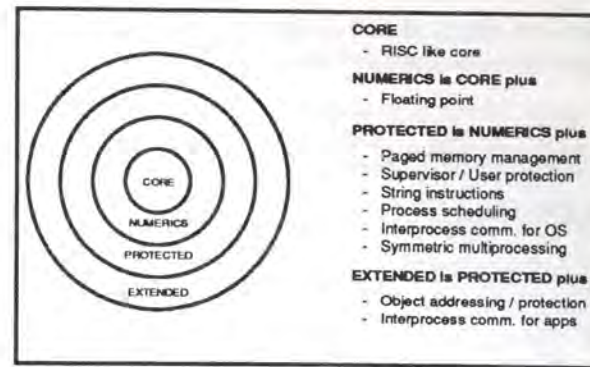 CORE
NUMERICS
PROTECTED
EXTENDED
CORE
- RISC like core
NUMERICS is CORE plus
- Floating point
PROTECTED is NUMERICS plus
- Paged memory management
- Supervisor / User protection
- String instructions
- Process scheduling
- Interprocess comm. for OS
- Symmetric multiprocessing
EXTENDED is PROTECTED plus
- Object addressing / protection
- Interprocess comm. for apps